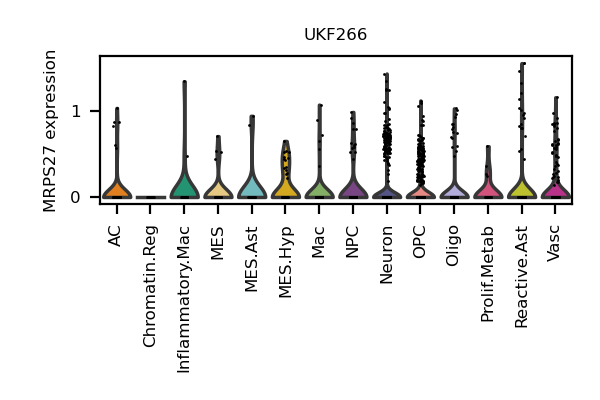 UKF266
MRPS27 expression
1
0
AC
Chromatin.Reg
Inflammatory.Mac
MES
MES.Ast
MES.Hyp
Mac
NPC
Neuron
OPC
Oligo
Prolif.Metab
Reactive.Ast
Vasc